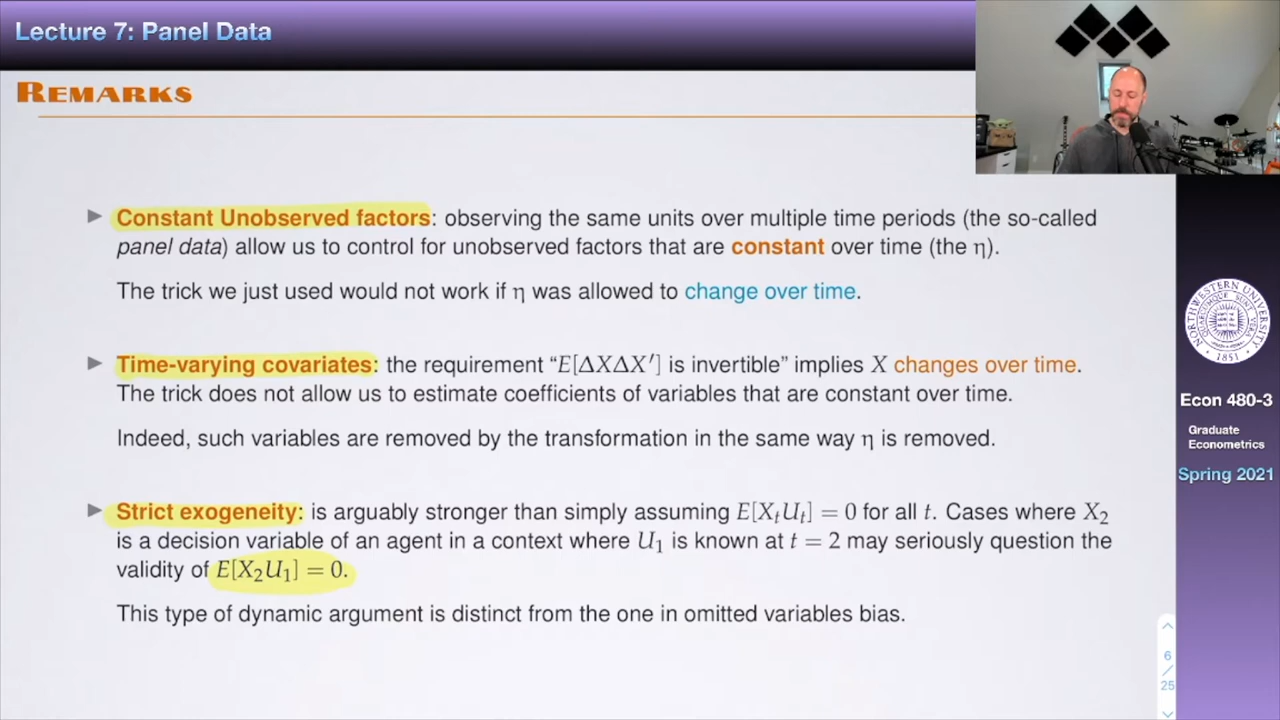 Lecture 7: Panel Data
REMARKS
Constant Unobserved factors: observing the same units over multiple time periods (the so-called
panel data) allow us to control for unobserved factors that are constant over time (the η).
The trick we just used would not work if η was allowed to change over time.
Time-varying covariates: the requirement “E[ΔXΔX′] is invertible” implies X changes over time.
The trick does not allow us to estimate coefficients of variables that are constant over time.
Indeed, such variables are removed by the transformation in the same way η is removed.
Strict exogeneity: is arguably stronger than simply assuming E[XₜUₜ] = 0 for all t. Cases where X₂
is a decision variable of an agent in a context where U₁ is known at t = 2 may seriously question the
validity of E[X₂U₁] = 0.
This type of dynamic argument is distinct from the one in omitted variables bias.
NORTHWESTERN UNIVERSITY
1851
Econ 480-3
Graduate
Econometrics
Spring 2021
6
/
25